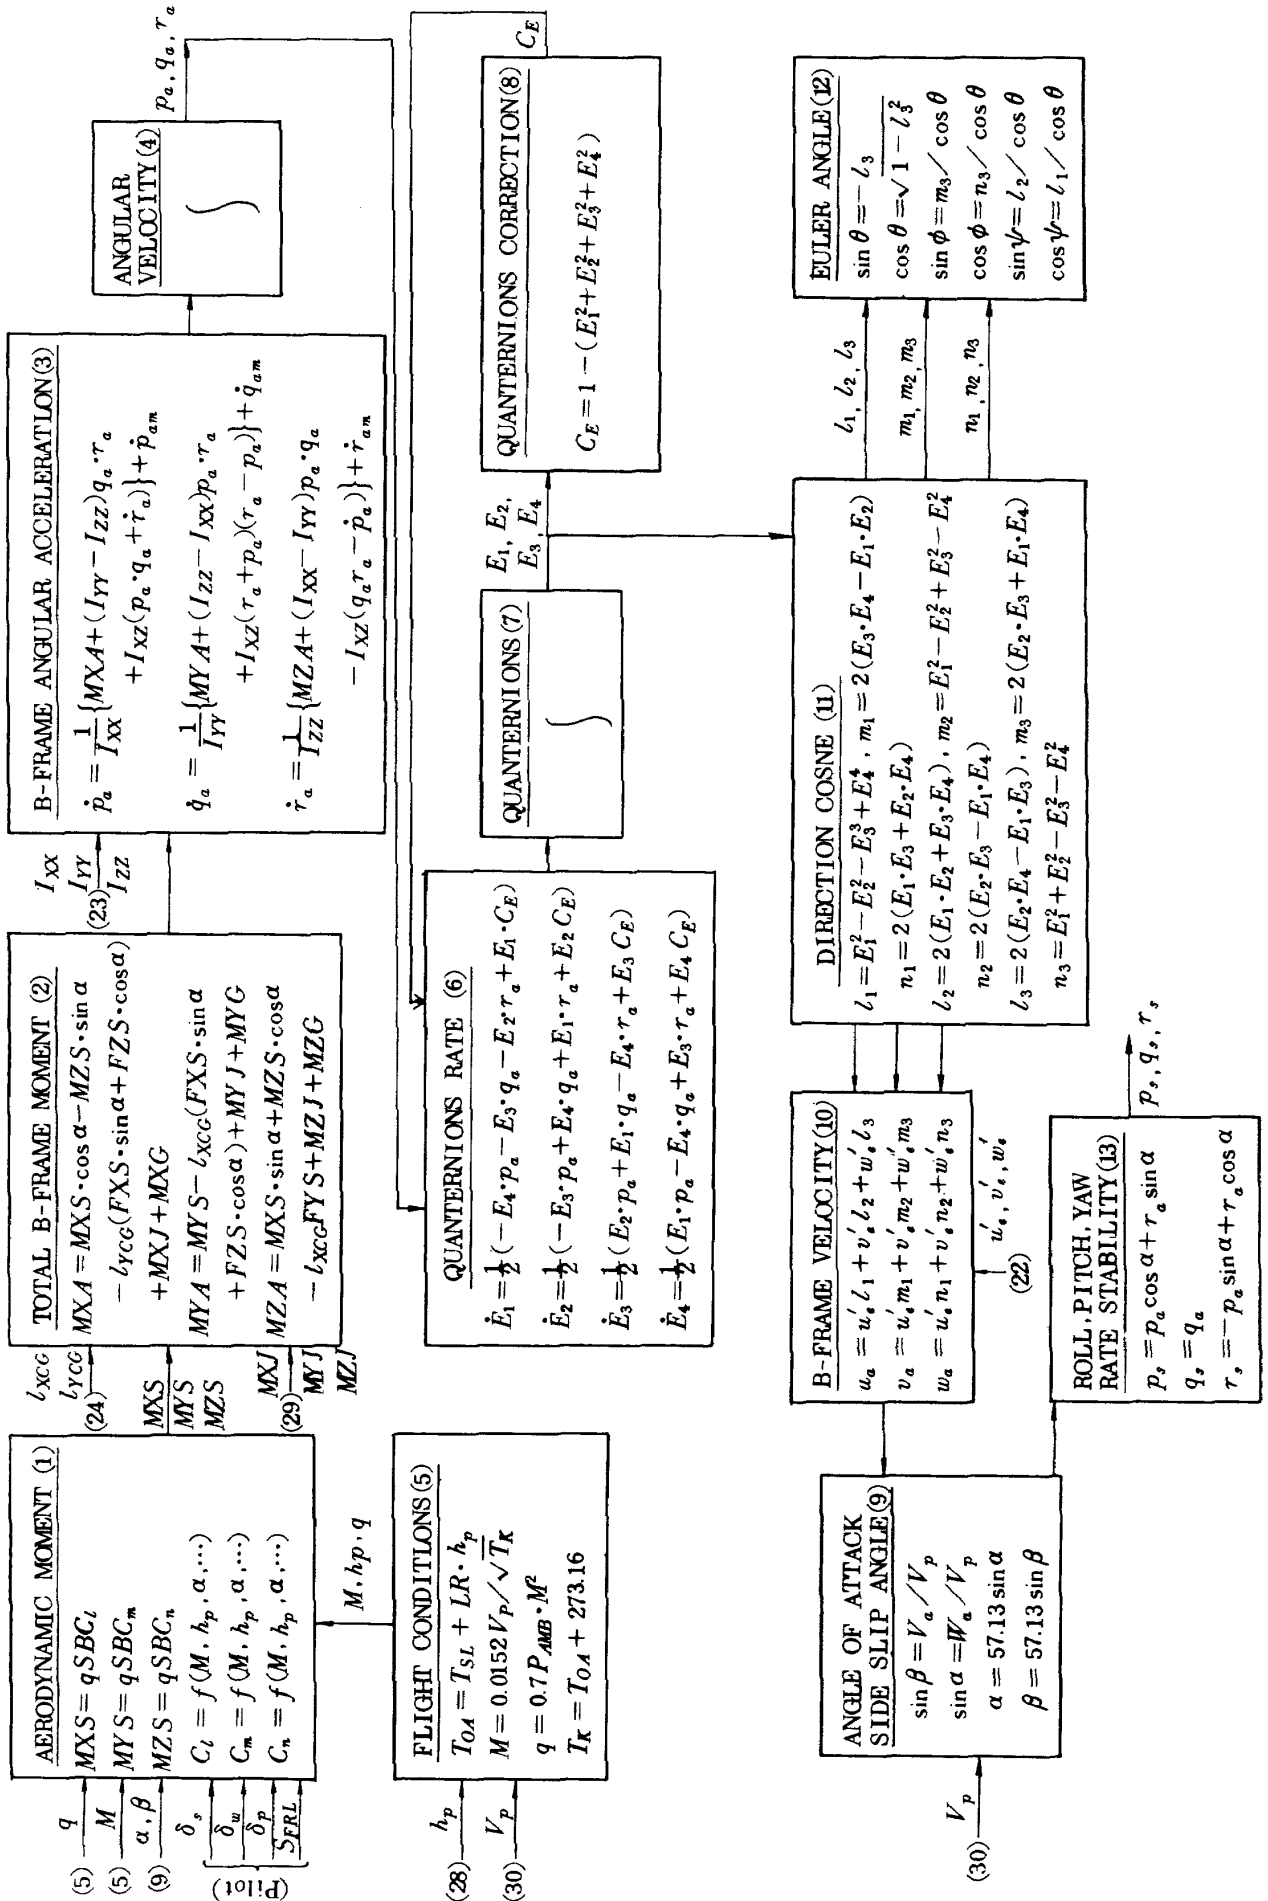 (5) q
(5) M
(9) α, β
(Pilot)
δ_s
δ_w
δ_p
S_FRL
AERODYNAMIC MOMENT (1)
MXS = qSBC_l
MYS = qSBC_m
MZS = qSBC_n
C_l = f(M, h_p, α, …)
C_m = f(M, h_p, α, …)
C_n = f(M, h_p, α, …)
l_XCG
l_YCG
(24)
MXS
MYS
MZS
MXJ
(29)
MYJ
MZJ
TOTAL B-FRAME MOMENT (2)
MXA = MXS·cos α − MZS·sin α
− l_YCG(FXS·sin α + FZS·cos α)
+ MXJ + MXG
MYA = MYS − l_XCG(FXS·sin α
+ FZS·cos α) + MYJ + MYG
MZA = MXS·sin α + MZS·cos α
− l_XCG FYS + MZJ + MZG
I_XX
I_YY
(23)
I_ZZ
B-FRAME ANGULAR ACCELERATION (3)
ṗ_a = 1/I_XX {MXA + (I_YY − I_ZZ) q_a·r_a
+ I_XZ(p_a·q_a + ṙ_a)} + ṗ_am
q̇_a = 1/I_YY {MYA + (I_ZZ − I_XX) p_a·r_a
+ I_XZ(r_a + p_a)(r_a − p_a)} + q̇_am
ṙ_a = 1/I_ZZ {MZA + (I_XX − I_YY) p_a·q_a
− I_XZ(q_a r_a − ṗ_a)} + ṙ_am
ANGULAR
VELOCITY (4)
∫
p_a, q_a, r_a
(28) h_p
(30) V_p
FLIGHT CONDITIONS (5)
T_OA = T_SL + LR·h_p
M = 0.0152 V_P/√T_K
q = 0.7 P_AMB·M²
T_K = T_OA + 273.16
M, h_p, q
QUANTERNIONS RATE (6)
Ė_1 = 1/2 (−E_4·p_a − E_3·q_a − E_2·r_a + E_1·C_E)
Ė_2 = 1/2 (−E_3·p_a + E_4·q_a + E_1·r_a + E_2 C_E)
Ė_3 = 1/2 (E_2·p_a + E_1·q_a − E_4·r_a + E_3 C_E)
Ė_4 = 1/2 (E_1·p_a − E_4·q_a + E_3·r_a + E_4 C_E)
QUANTERNIONS (7)
∫
E_1, E_2,
E_3, E_4
QUANTERNIONS CORRECTION (8)
C_E = 1 − (E_1² + E_2² + E_3² + E_4²)
C_E
(30) V_p
ANGLE OF ATTACK
SIDE SLIP ANGLE (9)
sin β = V_a/V_p
sin α = W_a/V_p
α = 57.13 sin α
β = 57.13 sin β
B-FRAME VELOCITY (10)
u_a = u'_e l_1 + v'_e l_2 + w'_e l_3
v_a = u'_e m_1 + v'_e m_2 + w'_e m_3
w_a = u'_e n_1 + v'_e n_2 + w'_e n_3
(22) u'_e, v'_e, w'_e
DIRECTION COSNE (11)
l_1 = E_1² − E_2² − E_3³ + E_4⁴, m_1 = 2(E_3·E_4 − E_1·E_2)
n_1 = 2(E_1·E_3 + E_2·E_4)
l_2 = 2(E_1·E_2 + E_3·E_4), m_2 = E_1² − E_2² + E_3² − E_4²
n_2 = 2(E_2·E_3 − E_1·E_4)
l_3 = 2(E_2·E_4 − E_1·E_3), m_3 = 2(E_2·E_3 + E_1·E_4)
n_3 = E_1² + E_2² − E_3² − E_4²
l_1, l_2, l_3
m_1, m_2, m_3
n_1, n_2, n_3
EULER ANGLE (12)
sin θ = −l_3
cos θ = √1 − l_3²
sin φ = m_3/cos θ
cos φ = n_3/cos θ
sin ψ = l_2/cos θ
cos ψ = l_1/cos θ
ROLL, PITCH, YAW
RATE STABILITY (13)
p_s = p_a cos α + r_a sin α
q_s = q_a
r_s = −p_a sin α + r_a cos α
p_s, q_s, r_s